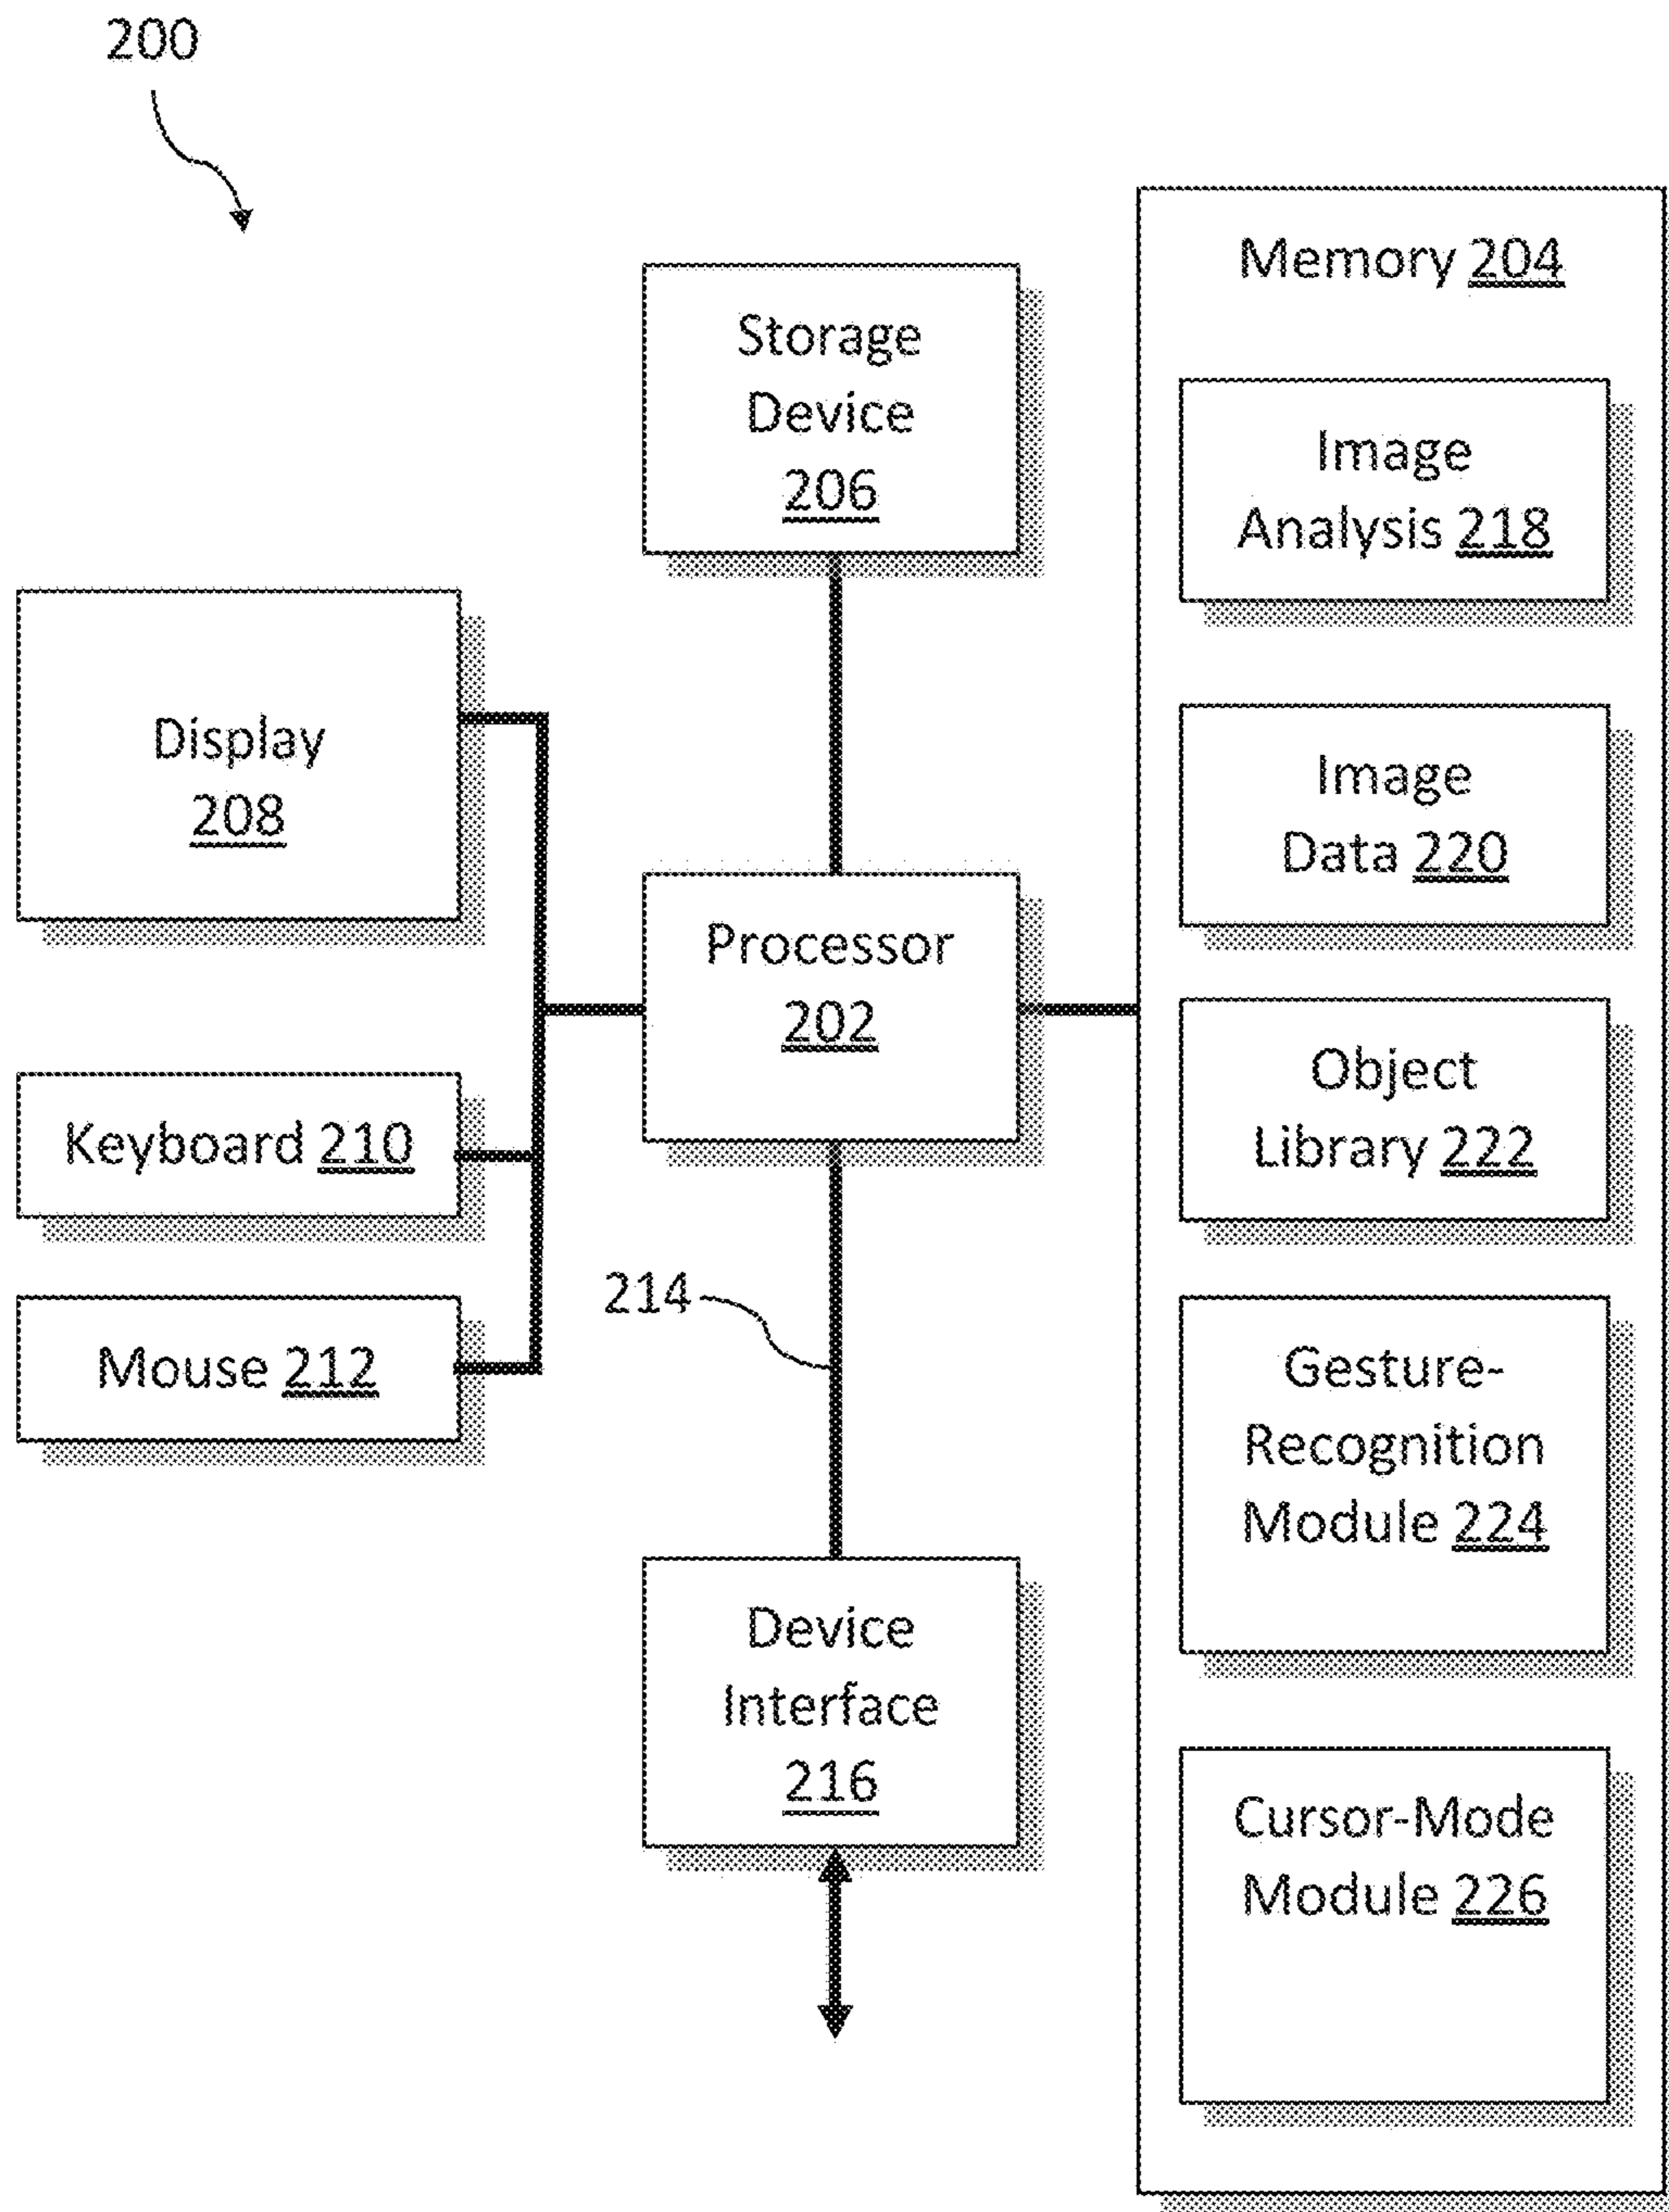 200
Storage
Device
206
Display
208
Keyboard 210
Mouse 212
Processor
202
214
Device
Interface
216
Memory 204
Image
Analysis 218
Image
Data 220
Object
Library 222
Gesture-
Recognition
Module 224
Cursor-Mode
Module 226